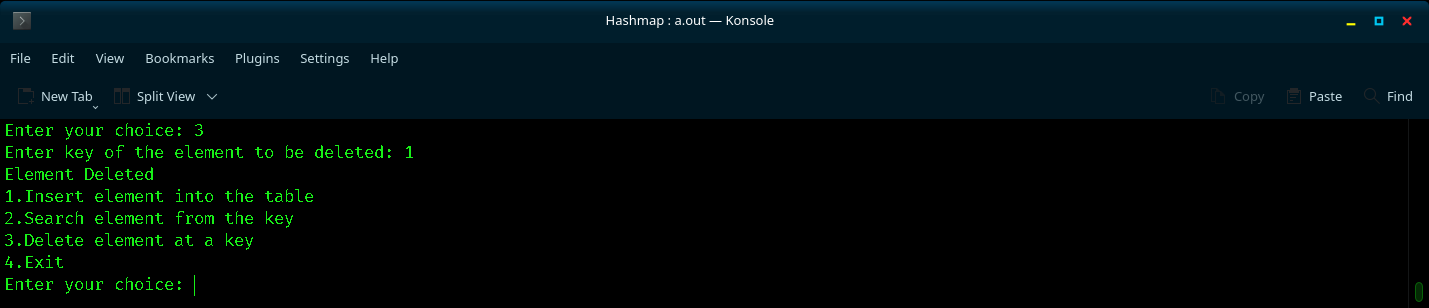 Hashmap : a.out — Konsole
File Edit View Bookmarks Plugins Settings Help
New Tab Split View Copy Paste Find
Enter your choice: 3
Enter key of the element to be deleted: 1
Element Deleted
1.Insert element into the table
2.Search element from the key
3.Delete element at a key
4.Exit
Enter your choice: